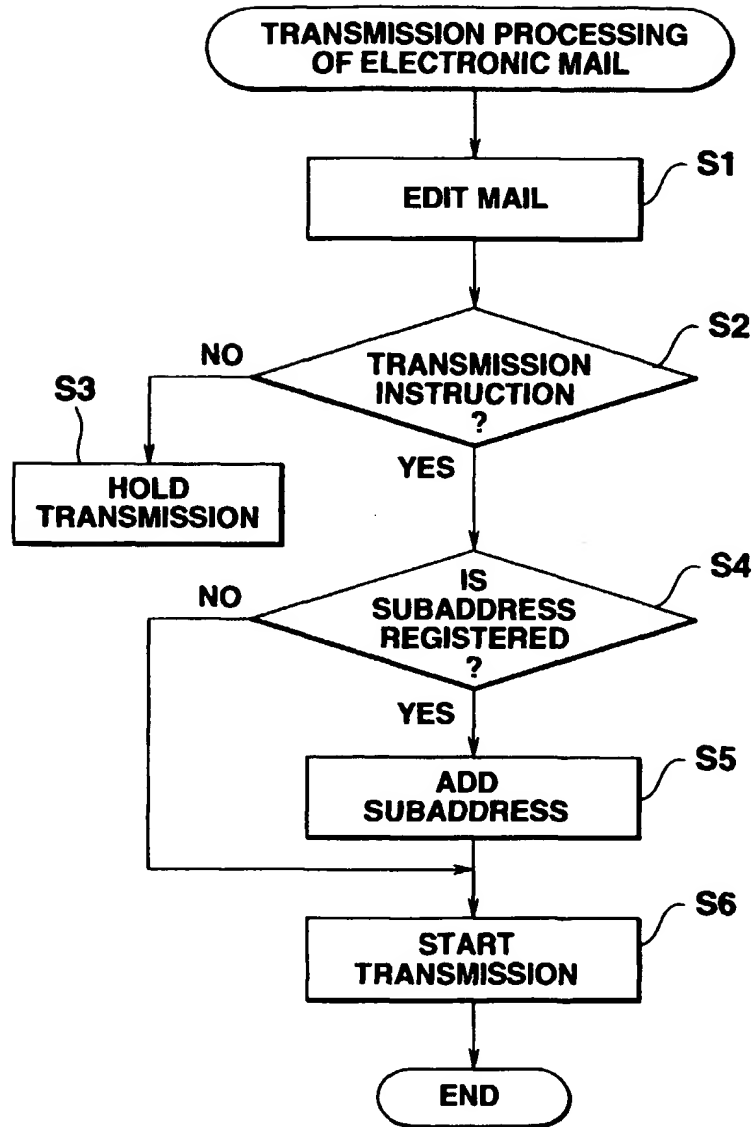 TRANSMISSION PROCESSING
OF ELECTRONIC MAIL
S1
EDIT MAIL
S2
NO
TRANSMISSION
INSTRUCTION
?
S3
YES
HOLD
TRANSMISSION
S4
NO
IS
SUBADDRESS
REGISTERED
?
YES
S5
ADD
SUBADDRESS
S6
START
TRANSMISSION
END